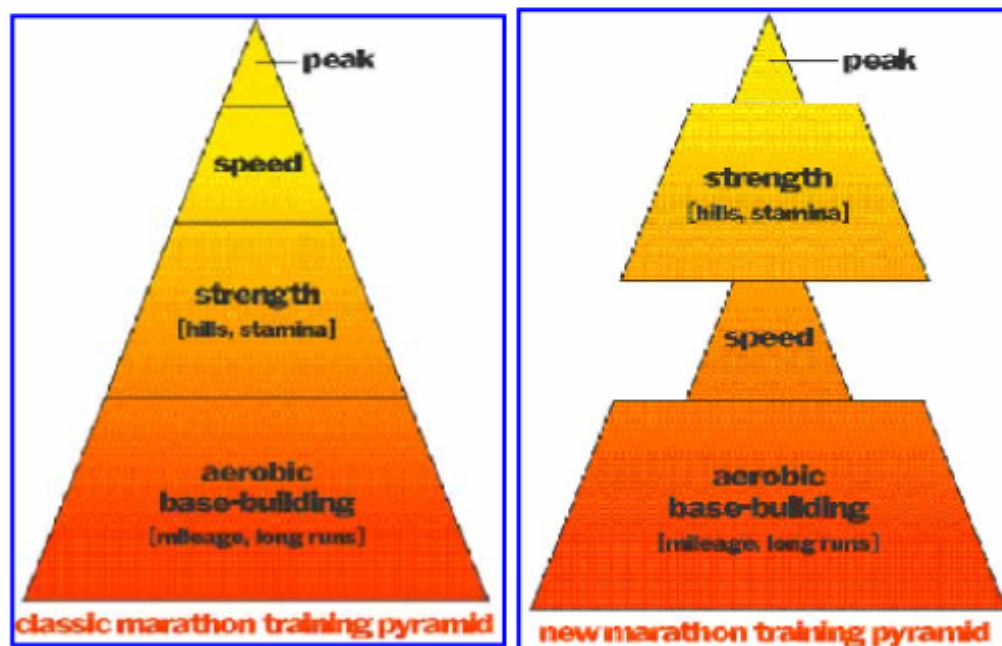 peak
speed
strength
[hills, stamina]
aerobic
base-building
[mileage, long runs]
classic marathon training pyramid
peak
strength
[hills, stamina]
speed
aerobic
base-building
[mileage, long runs]
new marathon training pyramid